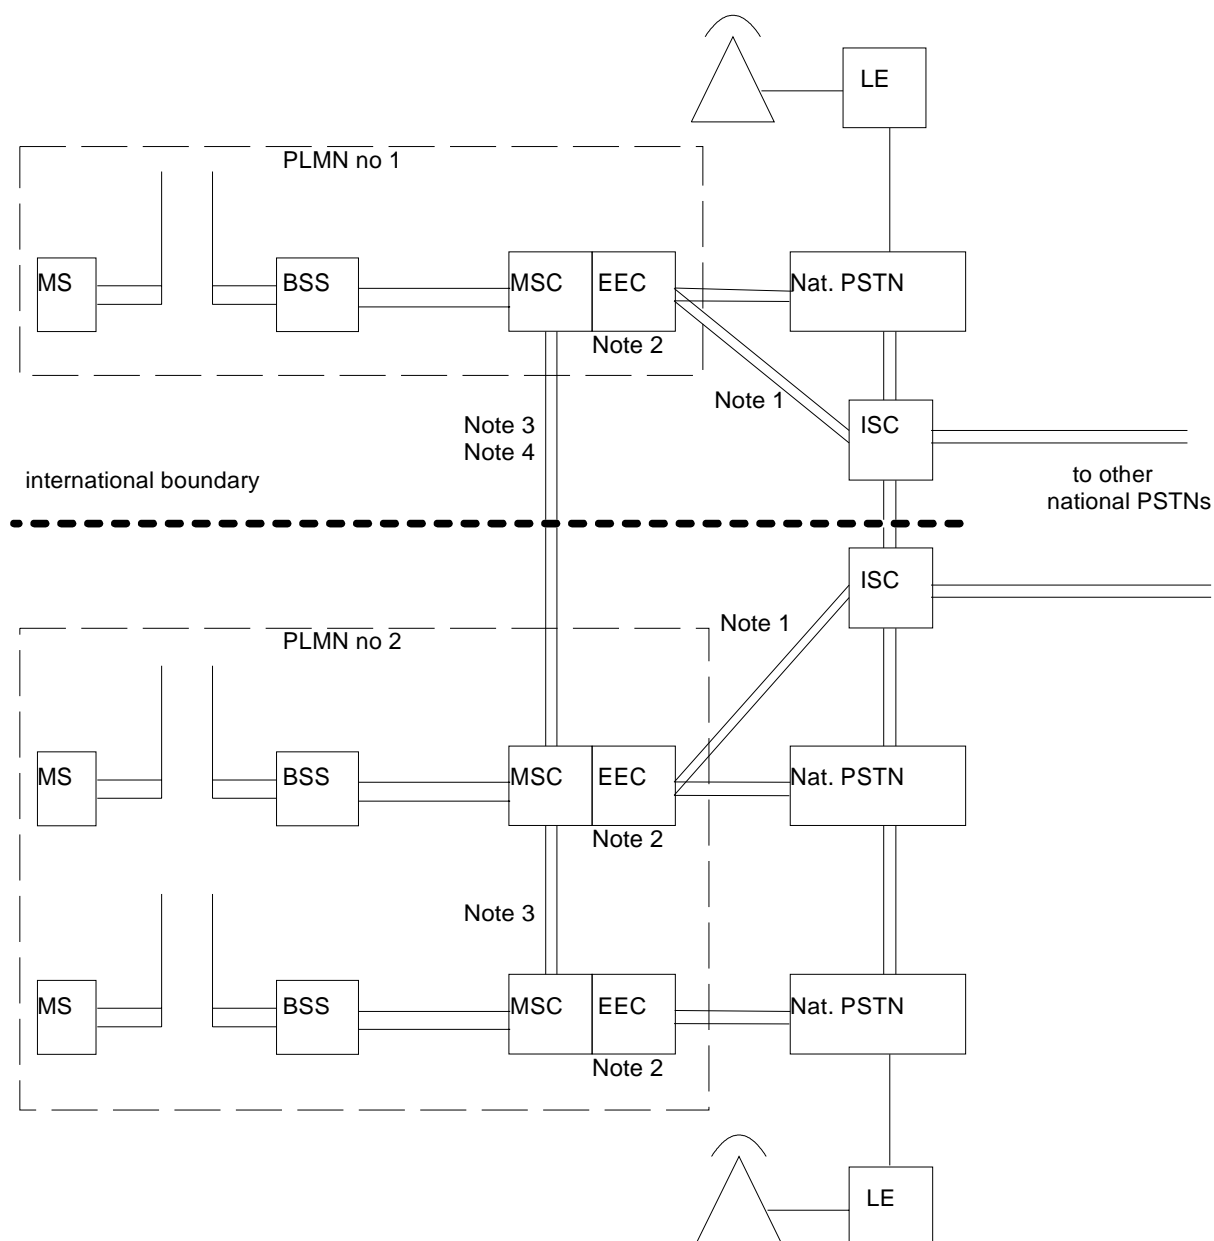 LE
PLMN no 1
MS
BSS
MSC
EEC
Nat. PSTN
Note 2
Note 1
ISC
Note 3
Note 4
international boundary
to other
national PSTNs
ISC
Note 1
PLMN no 2
MS
BSS
MSC
EEC
Nat. PSTN
Note 2
Note 3
MS
BSS
MSC
EEC
Nat. PSTN
Note 2
LE